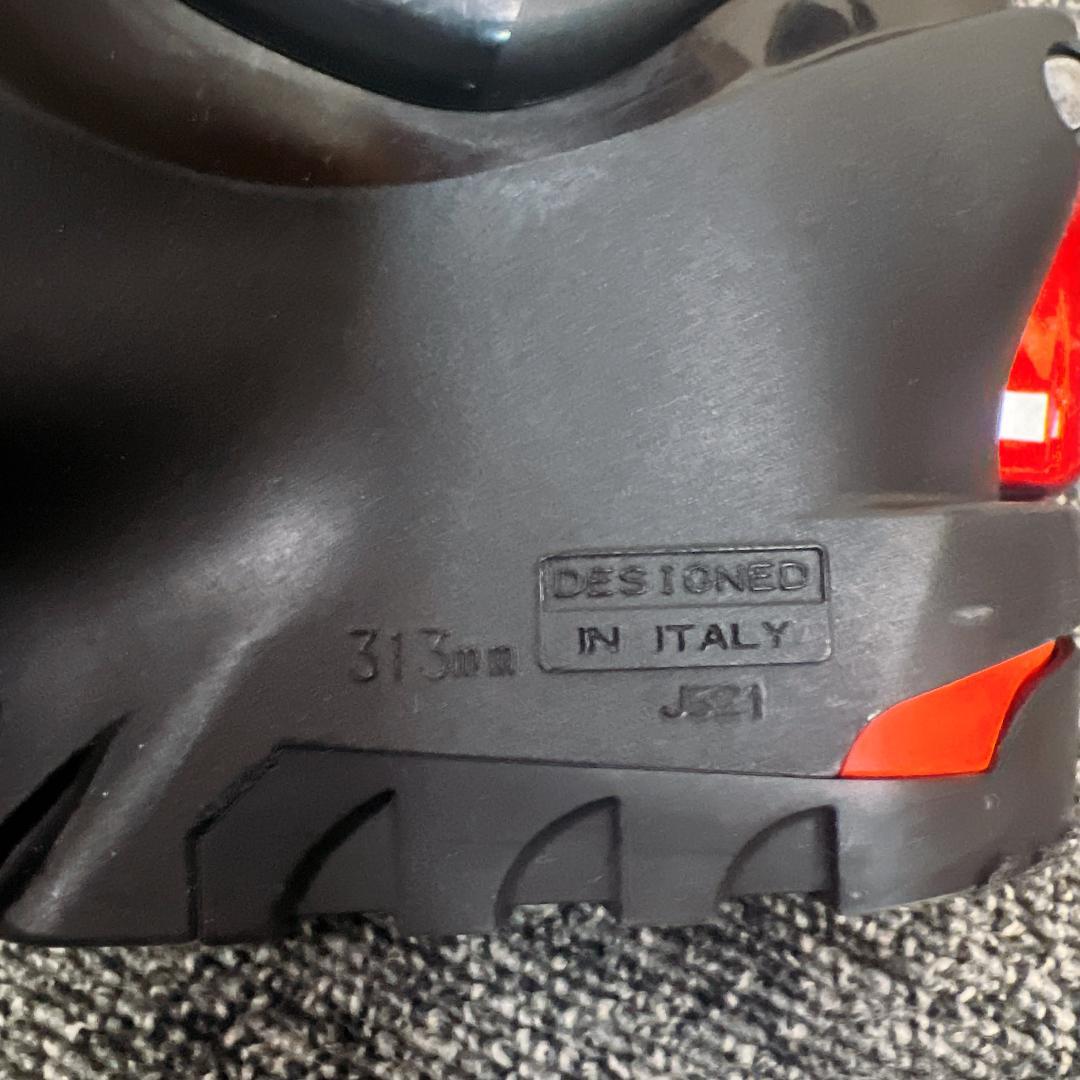 DESIGNED
IN ITALY
313mm
J521